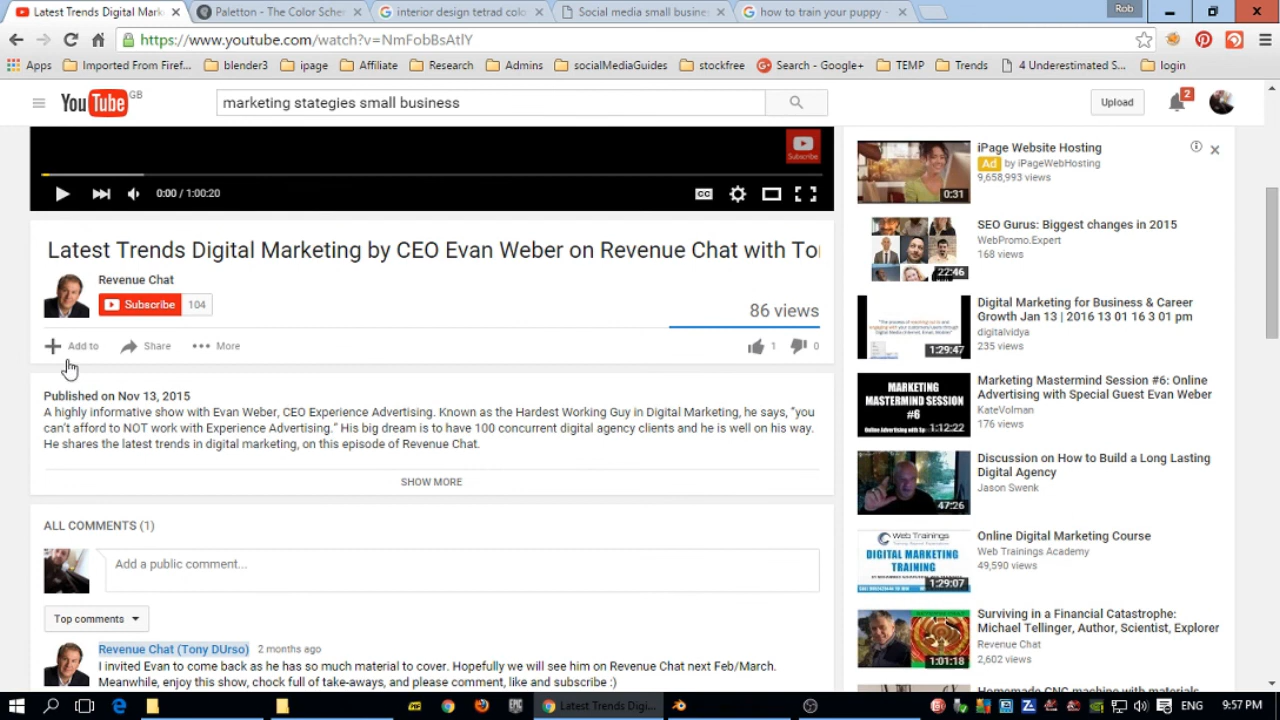 Latest Trends Digital Mark
Paletton - The Color Scher
interior design tetrad colo
Social media small busine
how to train your puppy -
Rob
https://www.youtube.com/watch?v=NmFobBsAtlY
Apps
Imported From Firef...
blender3
ipage
Affiliate
Research
Admins
socialMediaGuides
stockfree
Search - Google+
TEMP
Trends
4 Underestimated S...
login
YouTube GB
marketing stategies small business
Upload
2
Subscribe
0:00 / 1:00:20
CC
Latest Trends Digital Marketing by CEO Evan Weber on Revenue Chat with To
Revenue Chat
Subscribe 104
86 views
Add to
Share
More
1
0
Published on Nov 13, 2015
A highly informative show with Evan Weber, CEO Experience Advertising. Known as the Hardest Working Guy in Digital Marketing, he says, "you
can't afford to NOT work with Experience Advertising." His big dream is to have 100 concurrent digital agency clients and he is well on his way.
He shares the latest trends in digital marketing, on this episode of Revenue Chat.
SHOW MORE
ALL COMMENTS (1)
Add a public comment...
Top comments
Revenue Chat (Tony DUrso) 2 months ago
I invited Evan to come back as he has so much material to cover. Hopefully we will see him on Revenue Chat next Feb/March.
Meanwhile, enjoy this show, chock full of take-aways, and please comment, like and subscribe :)
iPage Website Hosting
Ad by iPageWebHosting
9,658,993 views
0:31
SEO Gurus: Biggest changes in 2015
WebPromo.Expert
168 views
22:46
Digital Marketing for Business & Career
Growth Jan 13 | 2016 13 01 16 3 01 pm
digitalvidya
235 views
1:29:47
MARKETING
MASTERMIND SESSION
#6
1:12:22
Marketing Mastermind Session #6: Online
Advertising with Special Guest Evan Weber
KateVolman
176 views
Discussion on How to Build a Long Lasting
Digital Agency
Jason Swenk
47:26
Web Trainings
DIGITAL MARKETING
TRAINING
1:29:07
Online Digital Marketing Course
Web Trainings Academy
49,590 views
Surviving in a Financial Catastrophe:
Michael Tellinger, Author, Scientist, Explorer
Revenue Chat
2,602 views
1:01:18
Homemade CNC machine with materials
Latest Trends Digi...
ENG
9:57 PM